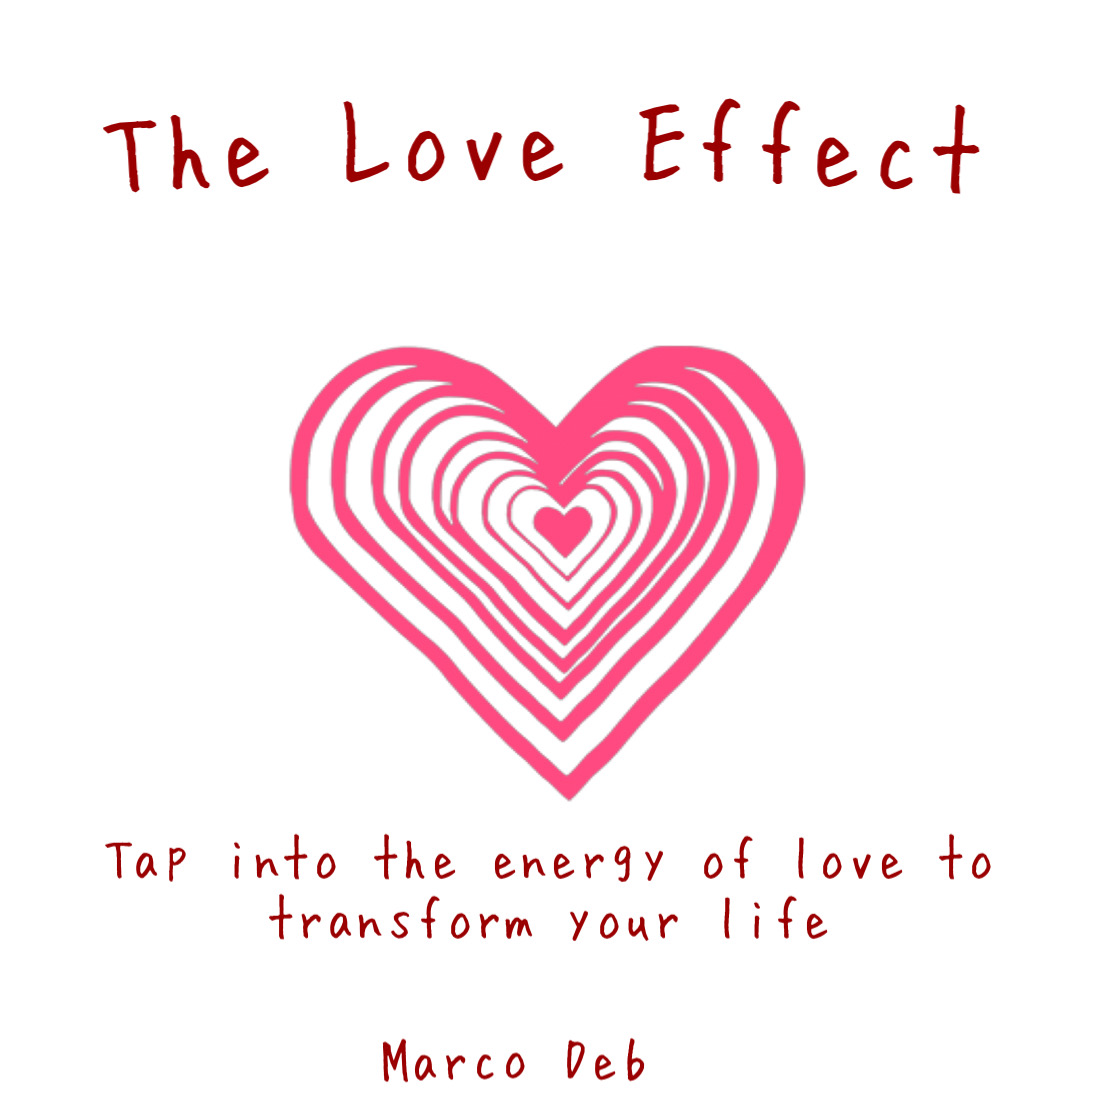 The Love Effect
Tap into the energy of love to
transform your life
Marco Deb